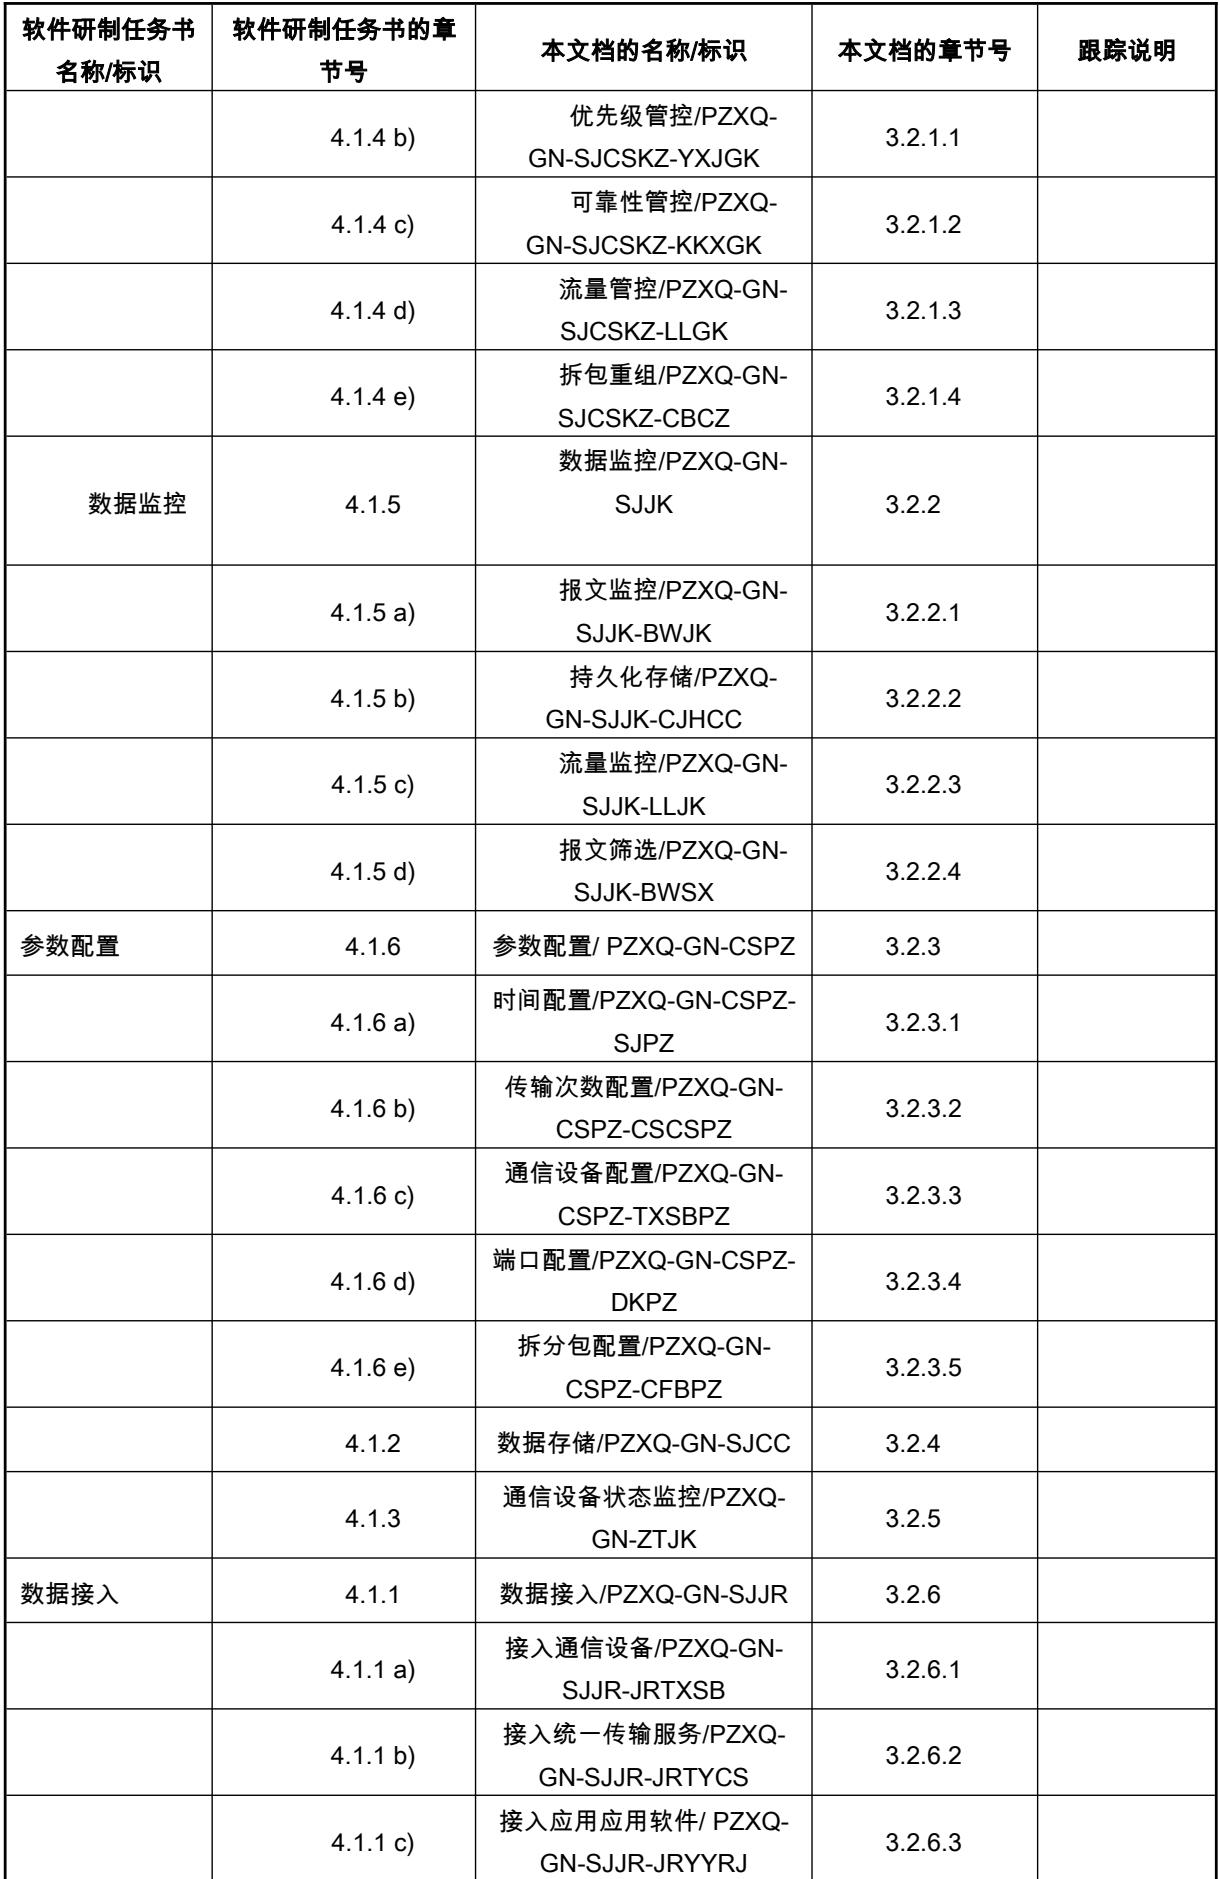 软件研制任务书 软件研制任务书的章 本文档的名称/标识 本文档的章节号 跟踪说明
名称/标识 节号
4.1.4 b) 优先级管控/PZXQ- 3.2.1.1
GN-SJCSKZ-YXJGK
4.1.4 c) 可靠性管控/PZXQ- 3.2.1.2
GN-SJCSKZ-KKXGK
4.1.4 d) 流量管控/PZXQ-GN- 3.2.1.3
SJCSKZ-LLGK
4.1.4 e) 拆包重组/PZXQ-GN- 3.2.1.4
SJCSKZ-CBCZ
数据监控 4.1.5 数据监控/PZXQ-GN- 3.2.2
SJJK
4.1.5 a) 报文监控/PZXQ-GN- 3.2.2.1
SJJK-BWJK
4.1.5 b) 持久化存储/PZXQ- 3.2.2.2
GN-SJJK-CJHCC
4.1.5 c) 流量监控/PZXQ-GN- 3.2.2.3
SJJK-LLJK
4.1.5 d) 报文筛选/PZXQ-GN- 3.2.2.4
SJJK-BWSX
参数配置 4.1.6 参数配置/ PZXQ-GN-CSPZ 3.2.3
4.1.6 a) 时间配置/PZXQ-GN-CSPZ- 3.2.3.1
SJPZ
4.1.6 b) 传输次数配置/PZXQ-GN- 3.2.3.2
CSPZ-CSCSPZ
4.1.6 c) 通信设备配置/PZXQ-GN- 3.2.3.3
CSPZ-TXSBPZ
4.1.6 d) 端口配置/PZXQ-GN-CSPZ- 3.2.3.4
DKPZ
4.1.6 e) 拆分包配置/PZXQ-GN- 3.2.3.5
CSPZ-CFBPZ
4.1.2 数据存储/PZXQ-GN-SJCC 3.2.4
4.1.3 通信设备状态监控/PZXQ- 3.2.5
GN-ZTJK
数据接入 4.1.1 数据接入/PZXQ-GN-SJJR 3.2.6
4.1.1 a) 接入通信设备/PZXQ-GN- 3.2.6.1
SJJR-JRTXSB
4.1.1 b) 接入统一传输服务/PZXQ- 3.2.6.2
GN-SJJR-JRTYCS
4.1.1 c) 接入应用应用软件/ PZXQ- 3.2.6.3
GN-SJJR-JRYYRJ